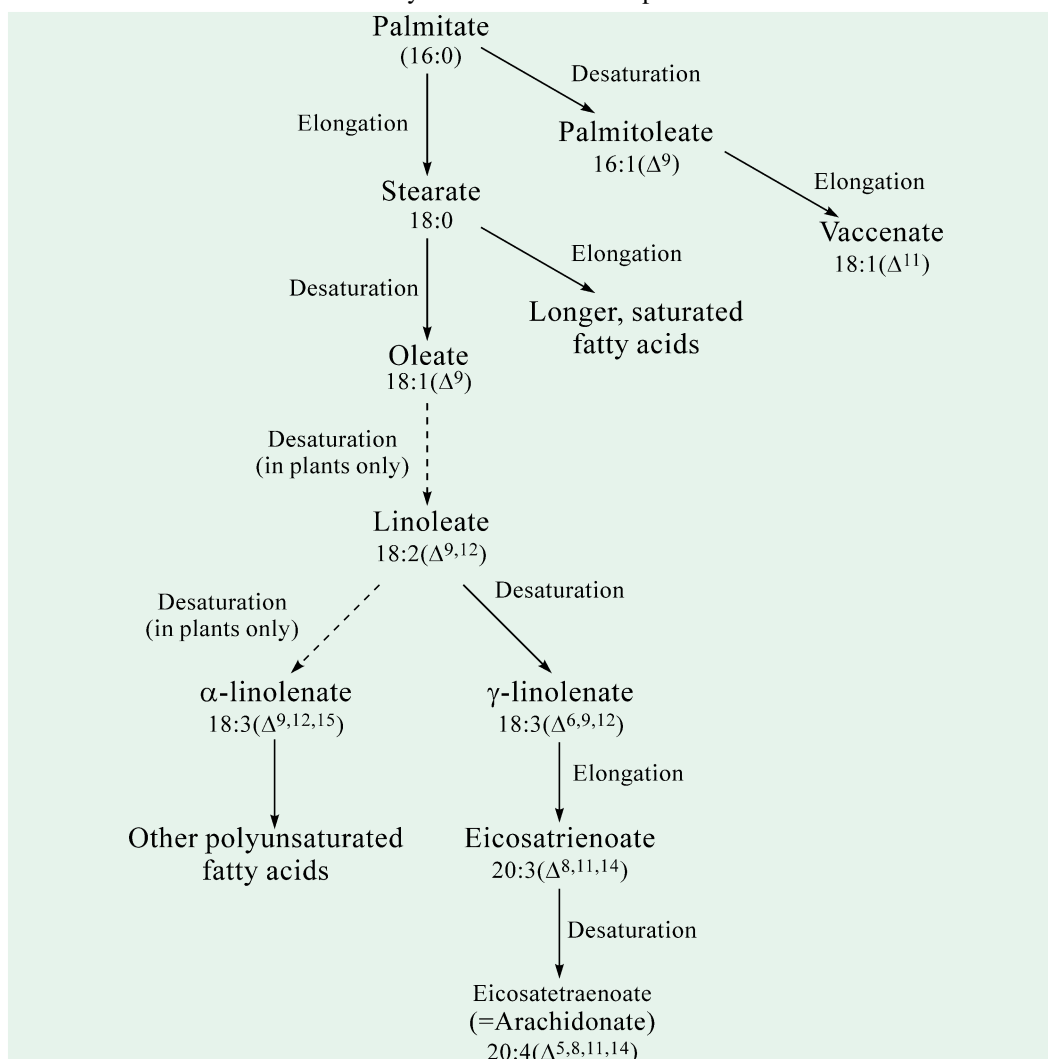 Palmitate
(16:0)
Desaturation
Elongation
Palmitoleate
16:1(Δ⁹)
Elongation
Stearate
18:0
Vaccenate
18:1(Δ¹¹)
Elongation
Desaturation
Longer, saturated
fatty acids
Oleate
18:1(Δ⁹)
Desaturation
(in plants only)
Linoleate
18:2(Δ⁹,¹²)
Desaturation
Desaturation
(in plants only)
α-linolenate
18:3(Δ⁹,¹²,¹⁵)
γ-linolenate
18:3(Δ⁶,⁹,¹²)
Elongation
Other polyunsaturated
fatty acids
Eicosatrienoate
20:3(Δ⁸,¹¹,¹⁴)
Desaturation
Eicosatetraenoate
(=Arachidonate)
20:4(Δ⁵,⁸,¹¹,¹⁴)